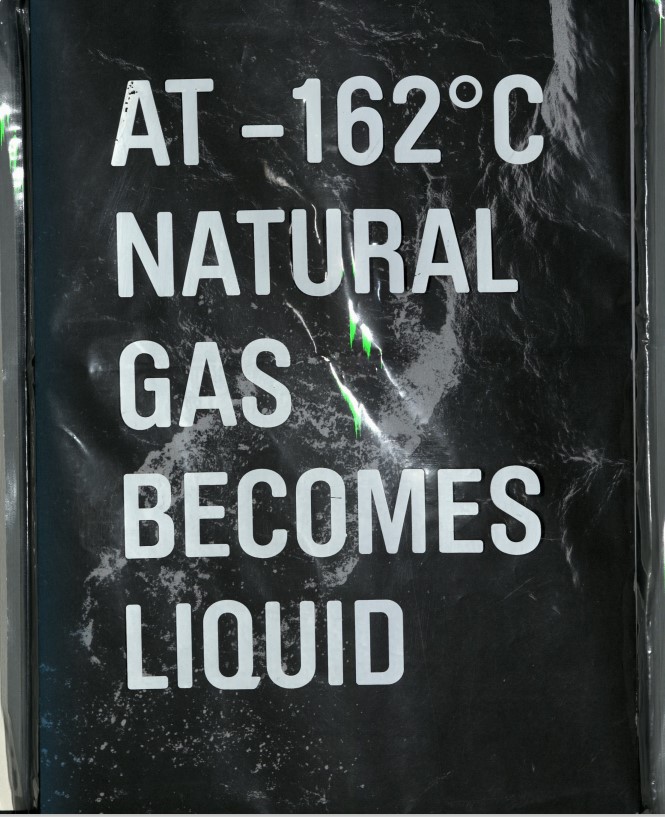 AT -162°C
NATURAL
GAS
BECOMES
LIQUID